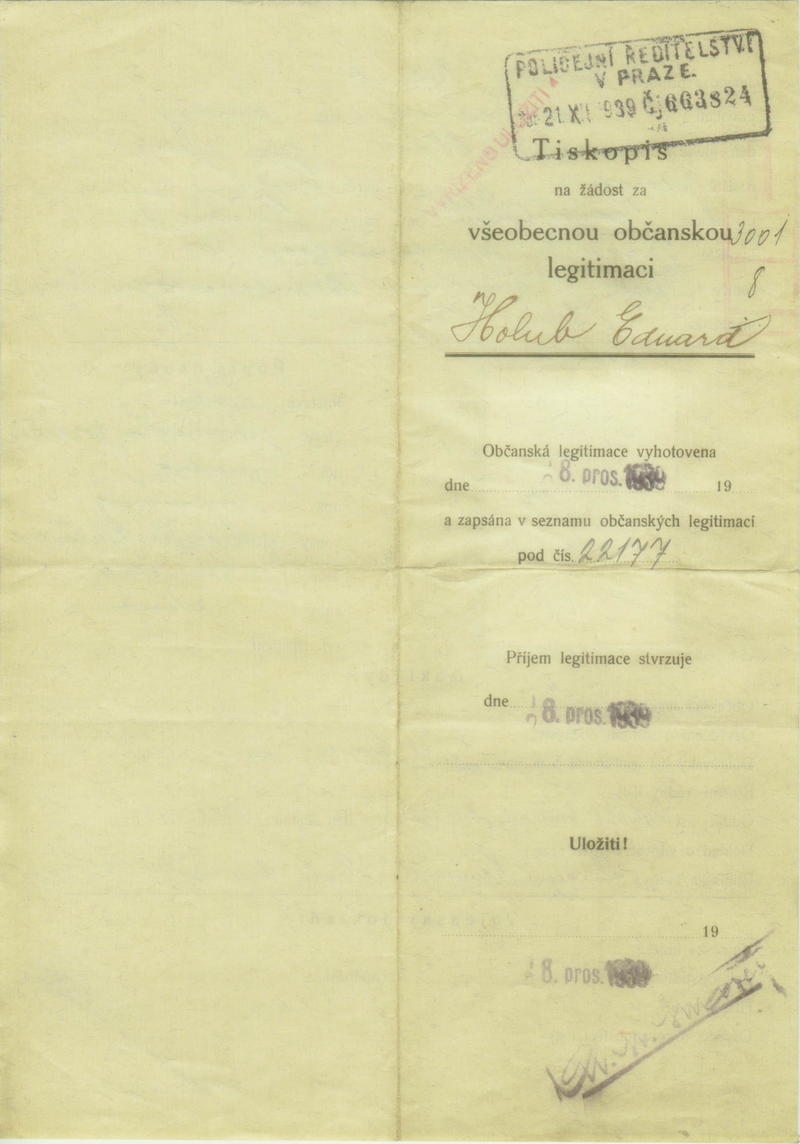 POLICEJNÍ ŘEDITELSTVÍ
V PRAZE.
21 XI 1939 Čj 663824
Tiskopis
na žádost za
všeobecnou občanskou 3001
legitimaci 8
Holub Eduard
Občanská legitimace vyhotovena
dne 8. pros. 1939 19
a zapsána v seznamu občanských legitimací
pod čís. 22177
Příjem legitimace stvrzuje
dne 8. pros. 1939
Uložiti!
19
8. pros. 1939